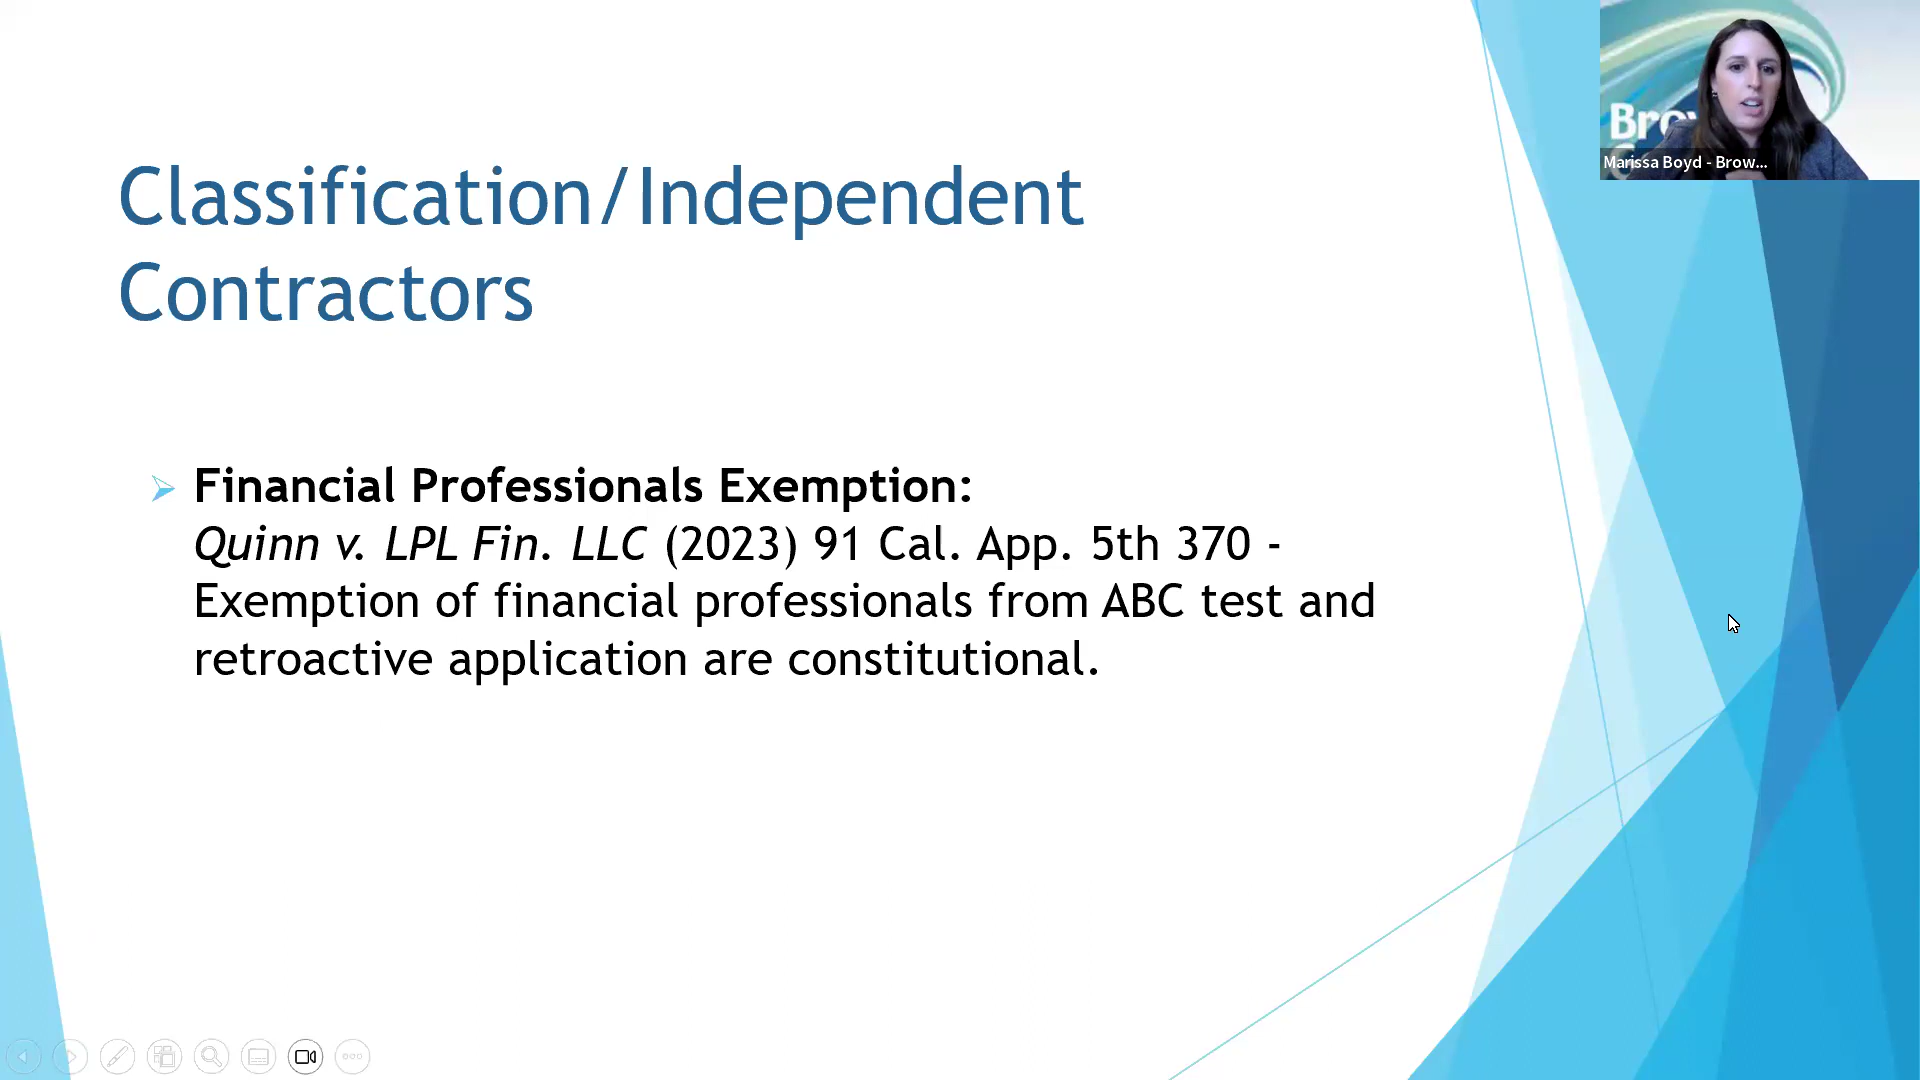 Classification/Independent
Contractors
Financial Professionals Exemption:
Quinn v. LPL Fin. LLC (2023) 91 Cal. App. 5th 370 -
Exemption of financial professionals from ABC test and
retroactive application are constitutional.
Marissa Boyd - Brow...